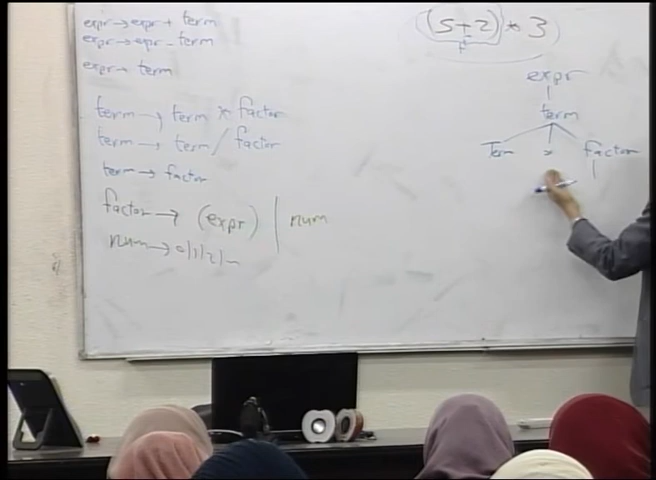 expr → expr + term
expr → expr - term
expr → term
term → term * factor
term → term / factor
term → factor
factor → (expr) | num
num → 0|1|2|...
(5+2) * 3
expr
term
Term * factor